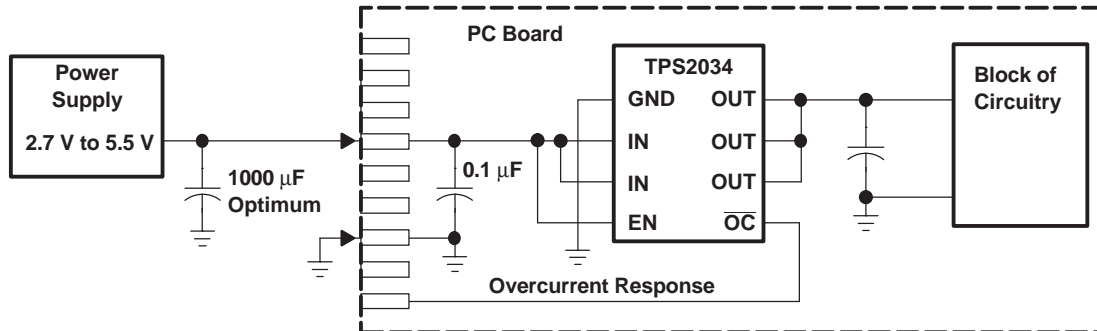 PC Board
Power
Supply
2.7 V to 5.5 V
1000 μF
Optimum
0.1 μF
TPS2034
GND OUT
IN OUT
IN OUT
EN O̅C̅
Block of
Circuitry
Overcurrent Response